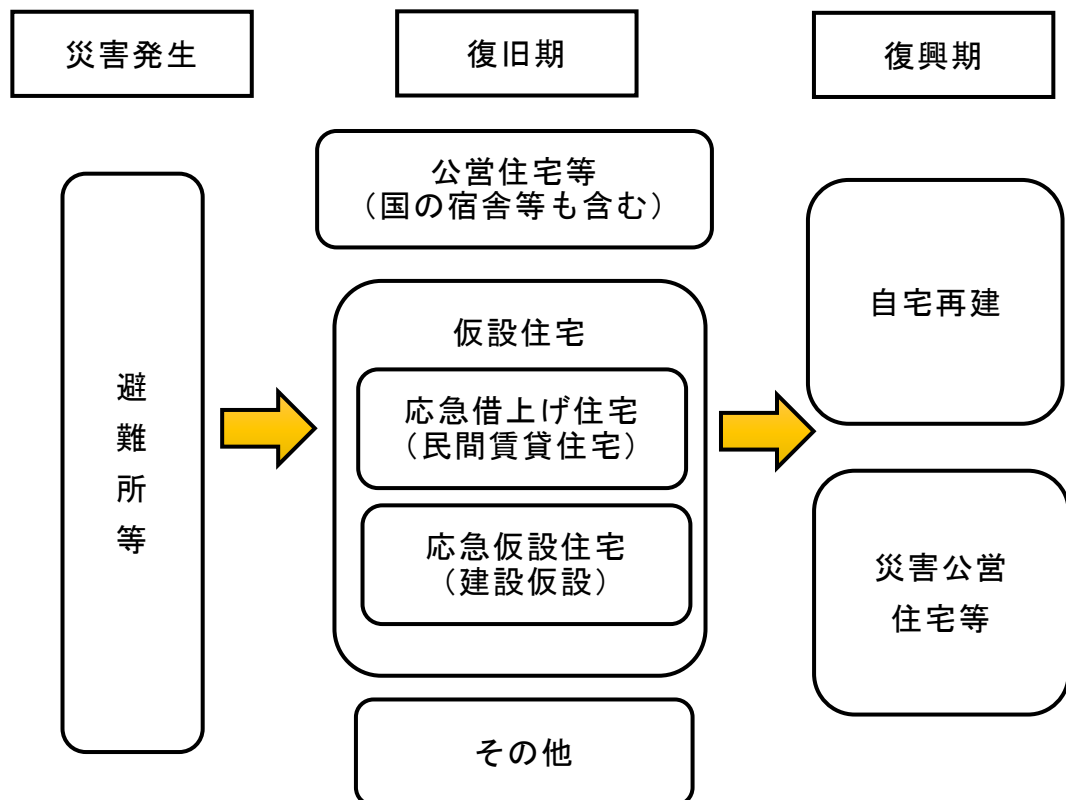 災害発生
復旧期
復興期
避難所等
公営住宅等
（国の宿舎等も含む）
仮設住宅
応急借上げ住宅
（民間賃貸住宅）
応急仮設住宅
（建設仮設）
その他
自宅再建
災害公営
住宅等